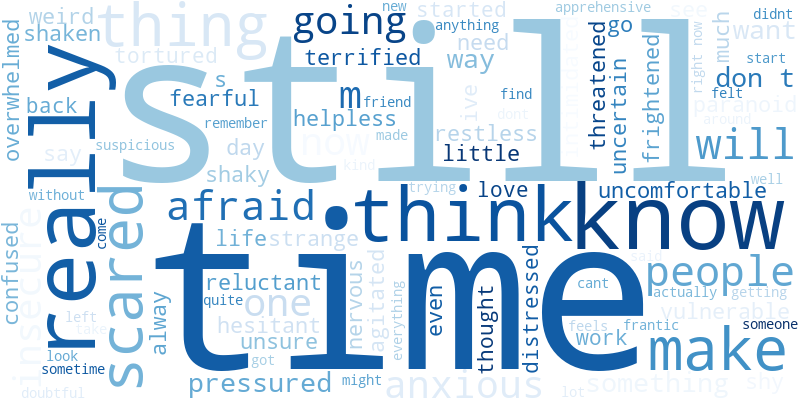 new
apprehensive
weird
thing
going
started
see
didnt
shaken
anything
go
want
overwhelmed
tortured
terrified
need
much
start
still
threatened
uncertain
frightened
way
right now
don t
s
m
fearful
friend
ive
find
felt
paranoid
back
helpless
remember
made
dont
around
say
suspicious
day
now
restless
intimidated
will
really
shaky
kind
little
well
without
scared
trying
love
uncomfortable
afraid
think
know
insecure
confused
come
life
strange
time
said
people
reluctant
nervous
agitated
everything
even
thought
distressed
cant
actually
getting
quite
alway
one
left
take
hesitant
vulnerable
feels
frantic
someone
unsure
work
make
look
sometime
got
pressured
might
anxious
lot
something
shy
doubtful